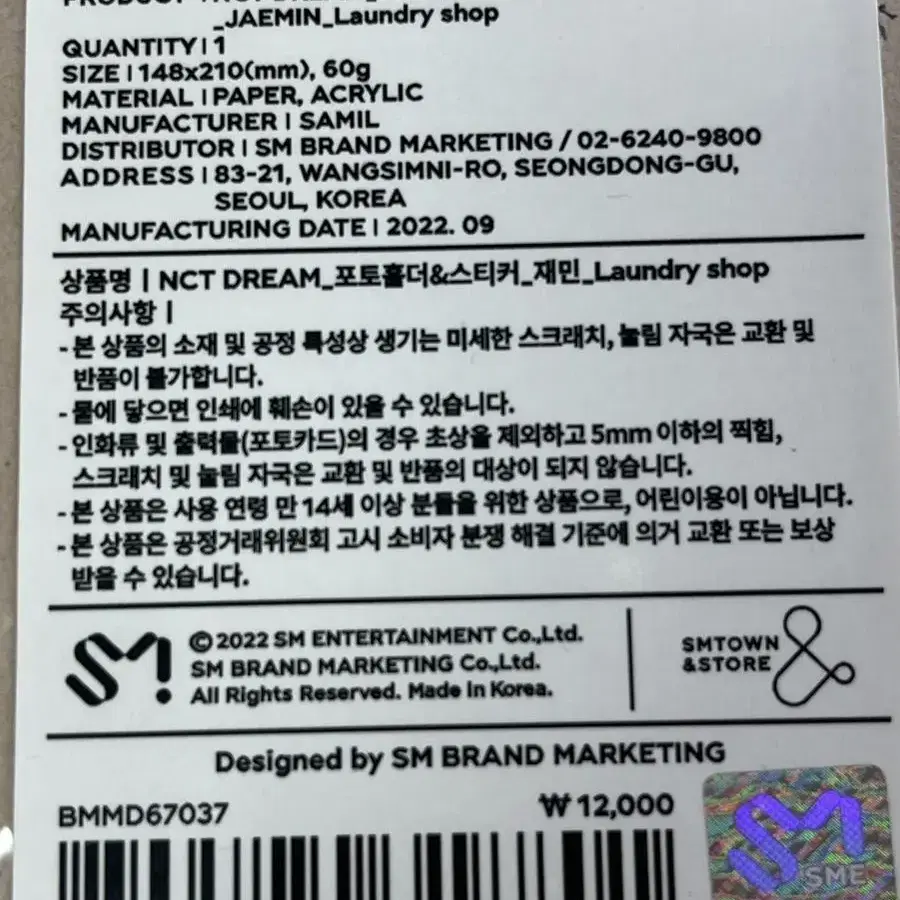 _JAEMIN_Laundry shop
QUANTITY | 1
SIZE | 148x210(mm), 60g
MATERIAL | PAPER, ACRYLIC
MANUFACTURER | SAMIL
DISTRIBUTOR | SM BRAND MARKETING / 02-6240-9800
ADDRESS | 83-21, WANGSIMNI-RO, SEONGDONG-GU,
SEOUL, KOREA
MANUFACTURING DATE | 2022. 09
상품명 | NCT DREAM_포토홀더&스티커_재민_Laundry shop
주의사항 |
- 본 상품의 소재 및 공정 특성상 생기는 미세한 스크래치, 눌림 자국은 교환 및
반품이 불가합니다.
- 물에 닿으면 인쇄에 훼손이 있을 수 있습니다.
- 인화류 및 출력물(포토카드)의 경우 초상을 제외하고 5mm 이하의 찍힘,
스크래치 및 눌림 자국은 교환 및 반품의 대상이 되지 않습니다.
- 본 상품은 사용 연령 만 14세 이상 분들을 위한 상품으로, 어린이용이 아닙니다.
- 본 상품은 공정거래위원회 고시 소비자 분쟁 해결 기준에 의거 교환 또는 보상
받을 수 있습니다.
SM!
© 2022 SM ENTERTAINMENT Co.,Ltd.
SM BRAND MARKETING Co.,Ltd.
All Rights Reserved. Made In Korea.
SMTOWN
&STORE
Designed by SM BRAND MARKETING
BMMD67037
₩ 12,000
SM!
SME